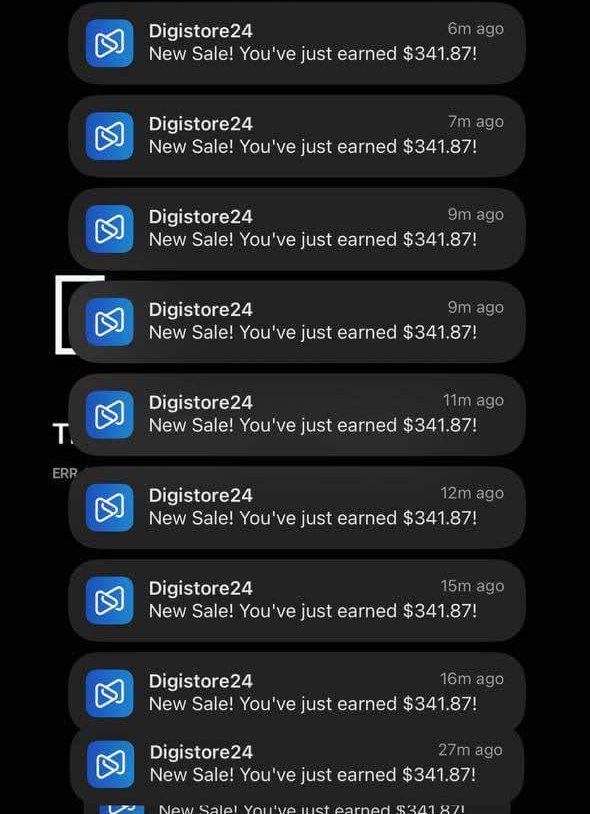 Digistore24 6m ago
New Sale! You've just earned $341.87!
Digistore24 7m ago
New Sale! You've just earned $341.87!
Digistore24 9m ago
New Sale! You've just earned $341.87!
Digistore24 9m ago
New Sale! You've just earned $341.87!
Digistore24 11m ago
New Sale! You've just earned $341.87!
Digistore24 12m ago
New Sale! You've just earned $341.87!
ERR
Digistore24 15m ago
New Sale! You've just earned $341.87!
Digistore24 16m ago
New Sale! You've just earned $341.87!
Digistore24 27m ago
New Sale! You've just earned $341.87!
New Sale! You've just earned $341.87!